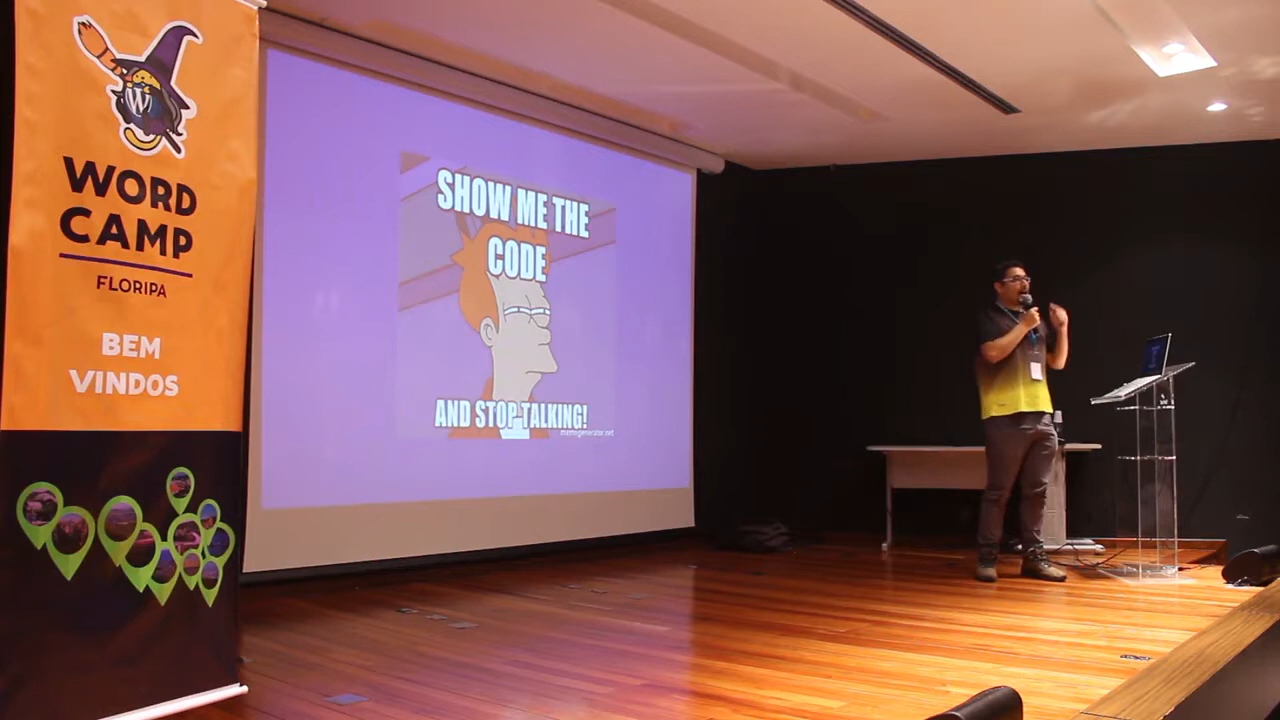 WORD
CAMP
FLORIPA
BEM
VINDOS
SHOW ME THE
CODE
AND STOP TALKING!
memegenerator.net